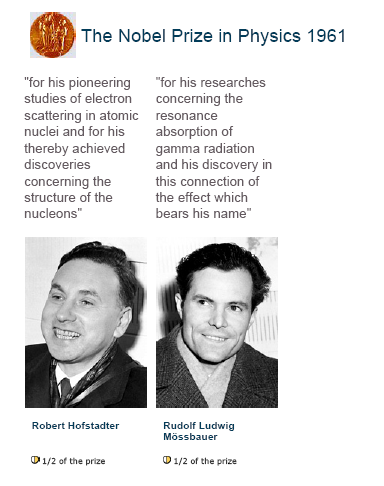 The Nobel Prize in Physics 1961
"for his pioneering
studies of electron
scattering in atomic
nuclei and for his
thereby achieved
discoveries
concerning the
structure of the
nucleons"
"for his researches
concerning the
resonance
absorption of
gamma radiation
and his discovery in
this connection of
the effect which
bears his name"
Robert Hofstadter
1/2 of the prize
Rudolf Ludwig
Mössbauer
1/2 of the prize